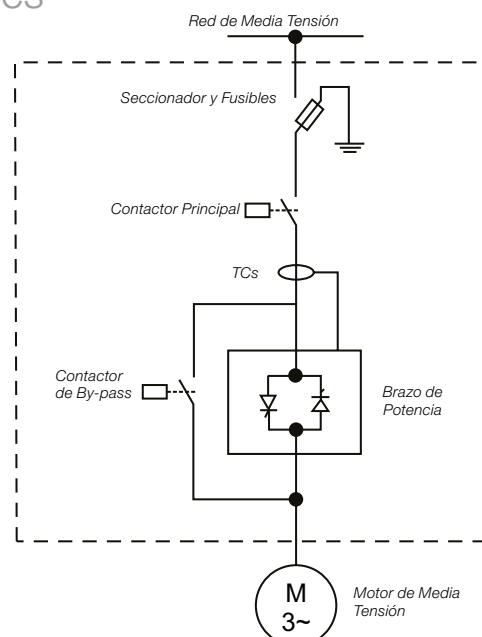 CS
Red de Media Tensión
Seccionador y Fusibles
Contactor Principal
TCs
Contactor
de By-pass
Brazo de
Potencia
M
3~
Motor de Media
Tensión